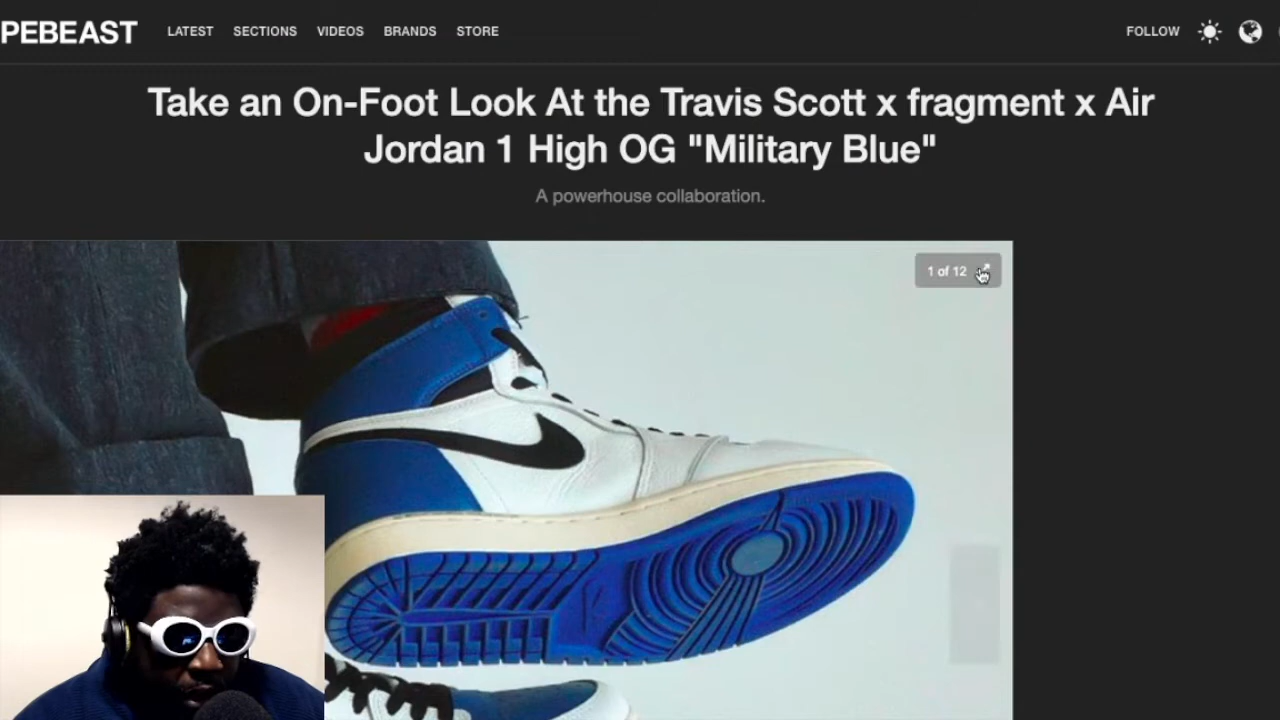 PEBEAST LATEST SECTIONS VIDEOS BRANDS STORE FOLLOW
Take an On-Foot Look At the Travis Scott x fragment x Air
Jordan 1 High OG "Military Blue"
A powerhouse collaboration.
1 of 12